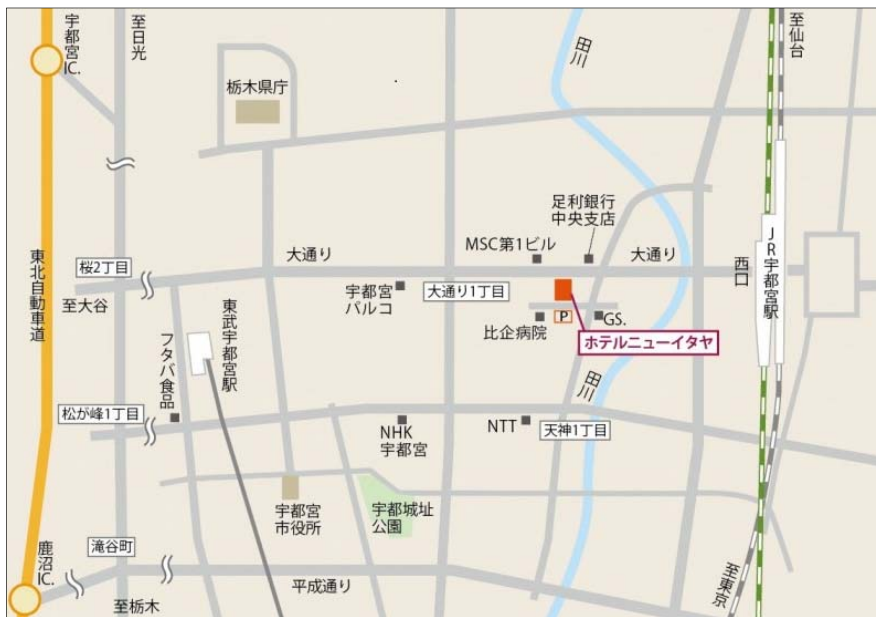 宇都宮
IC.
至日光
栃木県庁
田川
至仙台
東北自動車道
足利銀行
中央支店
MSC第1ビル
大通り
大通り
桜2丁目
至大谷
宇都宮
パルコ
大通り1丁目
西口
JR宇都宮駅
東武宇都宮駅
フタバ食品
比企病院
P
GS.
ホテルニューイタヤ
田川
松が峰1丁目
NHK
宇都宮
NTT
天神1丁目
宇都宮
市役所
宇都城址
公園
鹿沼
IC.
滝谷町
平成通り
至栃木
至東京